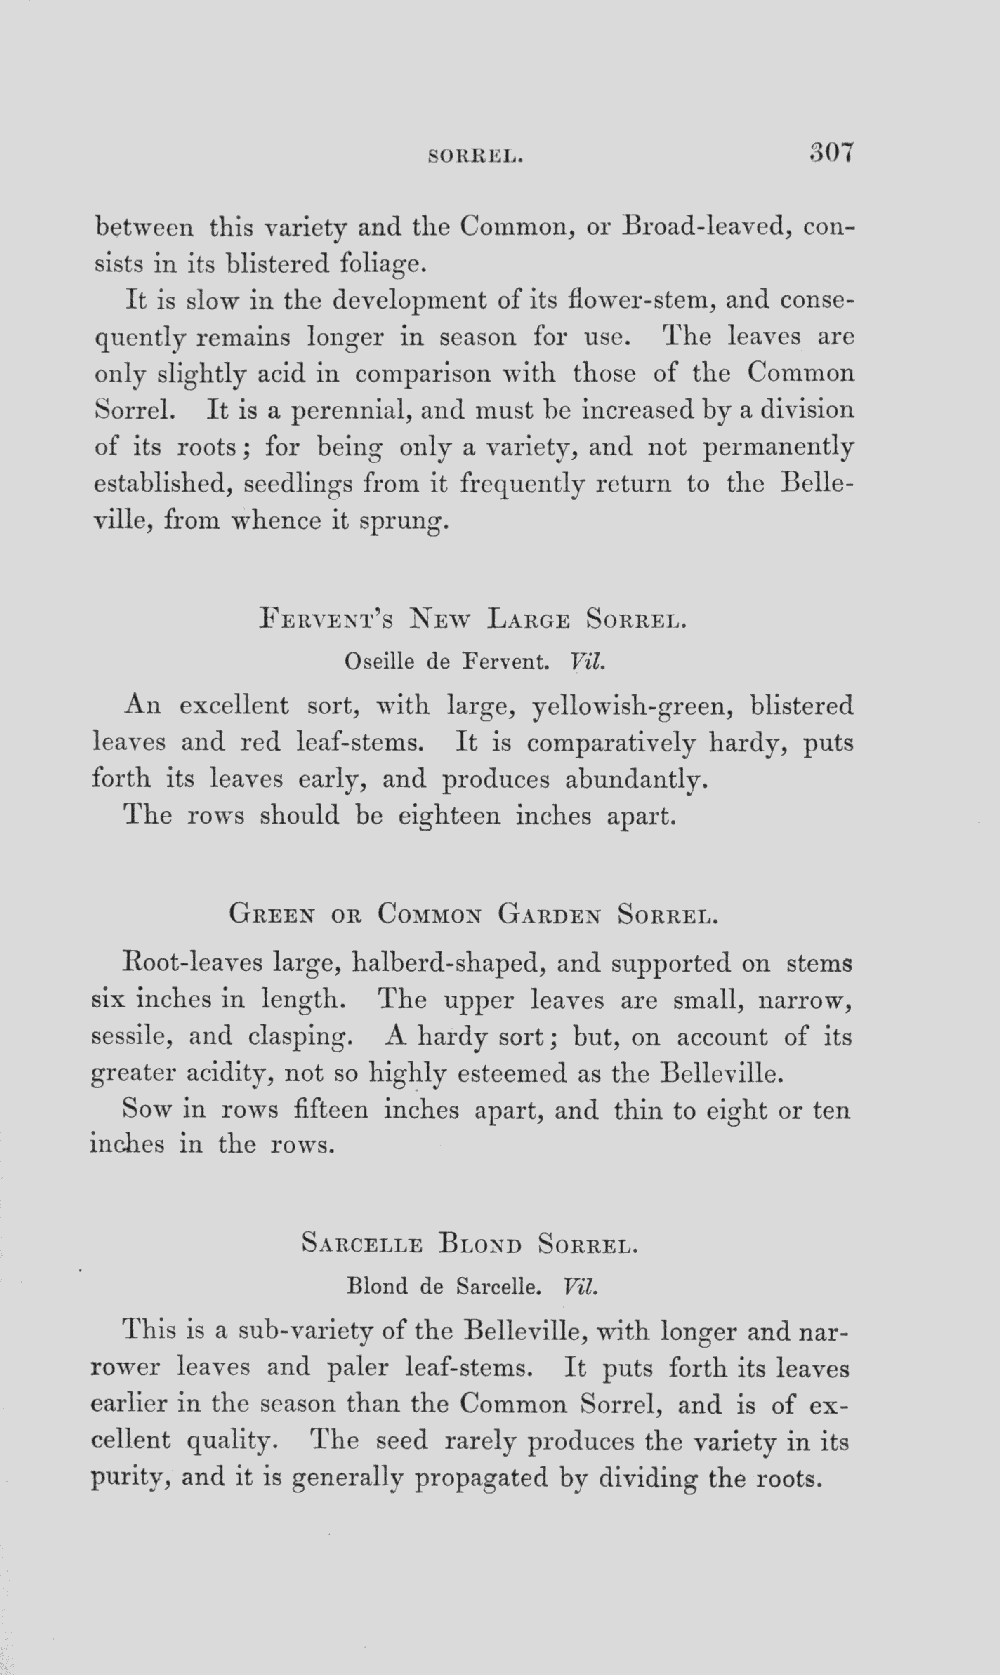 SORREL. 307
between this variety and the Common, or Broad-leaved, con-
sists in its blistered foliage.
It is slow in the development of its flower-stem, and conse-
quently remains longer in season for use. The leaves are
only slightly acid in comparison with those of the Common
Sorrel. It is a perennial, and must be increased by a division
of its roots; for being only a variety, and not permanently
established, seedlings from it frequently return to the Belle-
ville, from whence it sprung.
Fervent's New Large Sorrel.
Oseille de Fervent. Vil.
An excellent sort, with large, yellowish-green, blistered
leaves and red leaf-stems. It is comparatively hardy, puts
forth its leaves early, and produces abundantly.
The rows should be eighteen inches apart.
Green or Common Garden Sorrel.
Root-leaves large, halberd-shaped, and supported on stems
six inches in length. The upper leaves are small, narrow,
sessile, and clasping. A hardy sort; but, on account of its
greater acidity, not so highly esteemed as the Belleville.
Sow in rows fifteen inches apart, and thin to eight or ten
inches in the rows.
Sarcelle Blond Sorrel.
Blond de Sarcelle. Vil.
This is a sub-variety of the Belleville, with longer and nar-
rower leaves and paler leaf-stems. It puts forth its leaves
earlier in the season than the Common Sorrel, and is of ex-
cellent quality. The seed rarely produces the variety in its
purity, and it is generally propagated by dividing the roots.